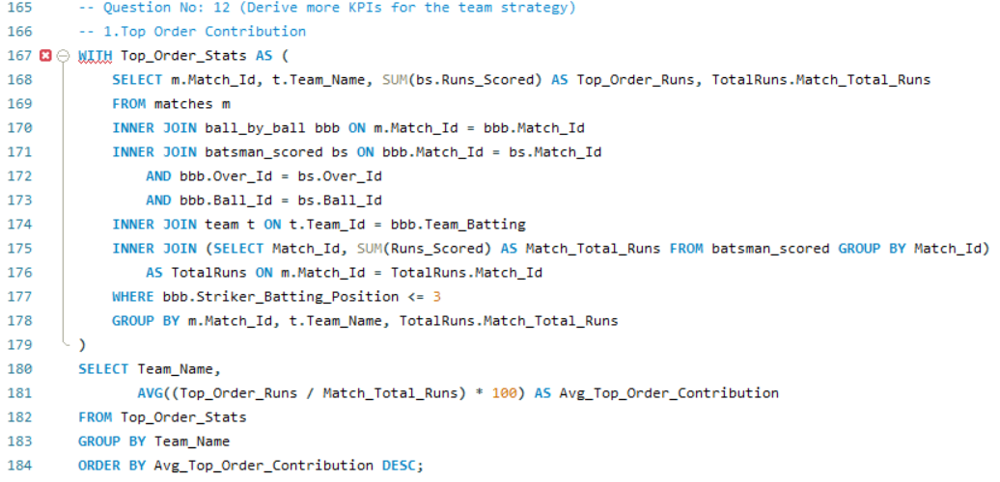 165 -- Question No: 12 (Derive more KPIs for the team strategy)
166 -- 1.Top Order Contribution
167 WITH Top_Order_Stats AS (
168 SELECT m.Match_Id, t.Team_Name, SUM(bs.Runs_Scored) AS Top_Order_Runs, TotalRuns.Match_Total_Runs
169 FROM matches m
170 INNER JOIN ball_by_ball bbb ON m.Match_Id = bbb.Match_Id
171 INNER JOIN batsman_scored bs ON bbb.Match_Id = bs.Match_Id
172 AND bbb.Over_Id = bs.Over_Id
173 AND bbb.Ball_Id = bs.Ball_Id
174 INNER JOIN team t ON t.Team_Id = bbb.Team_Batting
175 INNER JOIN (SELECT Match_Id, SUM(Runs_Scored) AS Match_Total_Runs FROM batsman_scored GROUP BY Match_Id)
176 AS TotalRuns ON m.Match_Id = TotalRuns.Match_Id
177 WHERE bbb.Striker_Batting_Position <= 3
178 GROUP BY m.Match_Id, t.Team_Name, TotalRuns.Match_Total_Runs
179 )
180 SELECT Team_Name,
181 AVG((Top_Order_Runs / Match_Total_Runs) * 100) AS Avg_Top_Order_Contribution
182 FROM Top_Order_Stats
183 GROUP BY Team_Name
184 ORDER BY Avg_Top_Order_Contribution DESC;